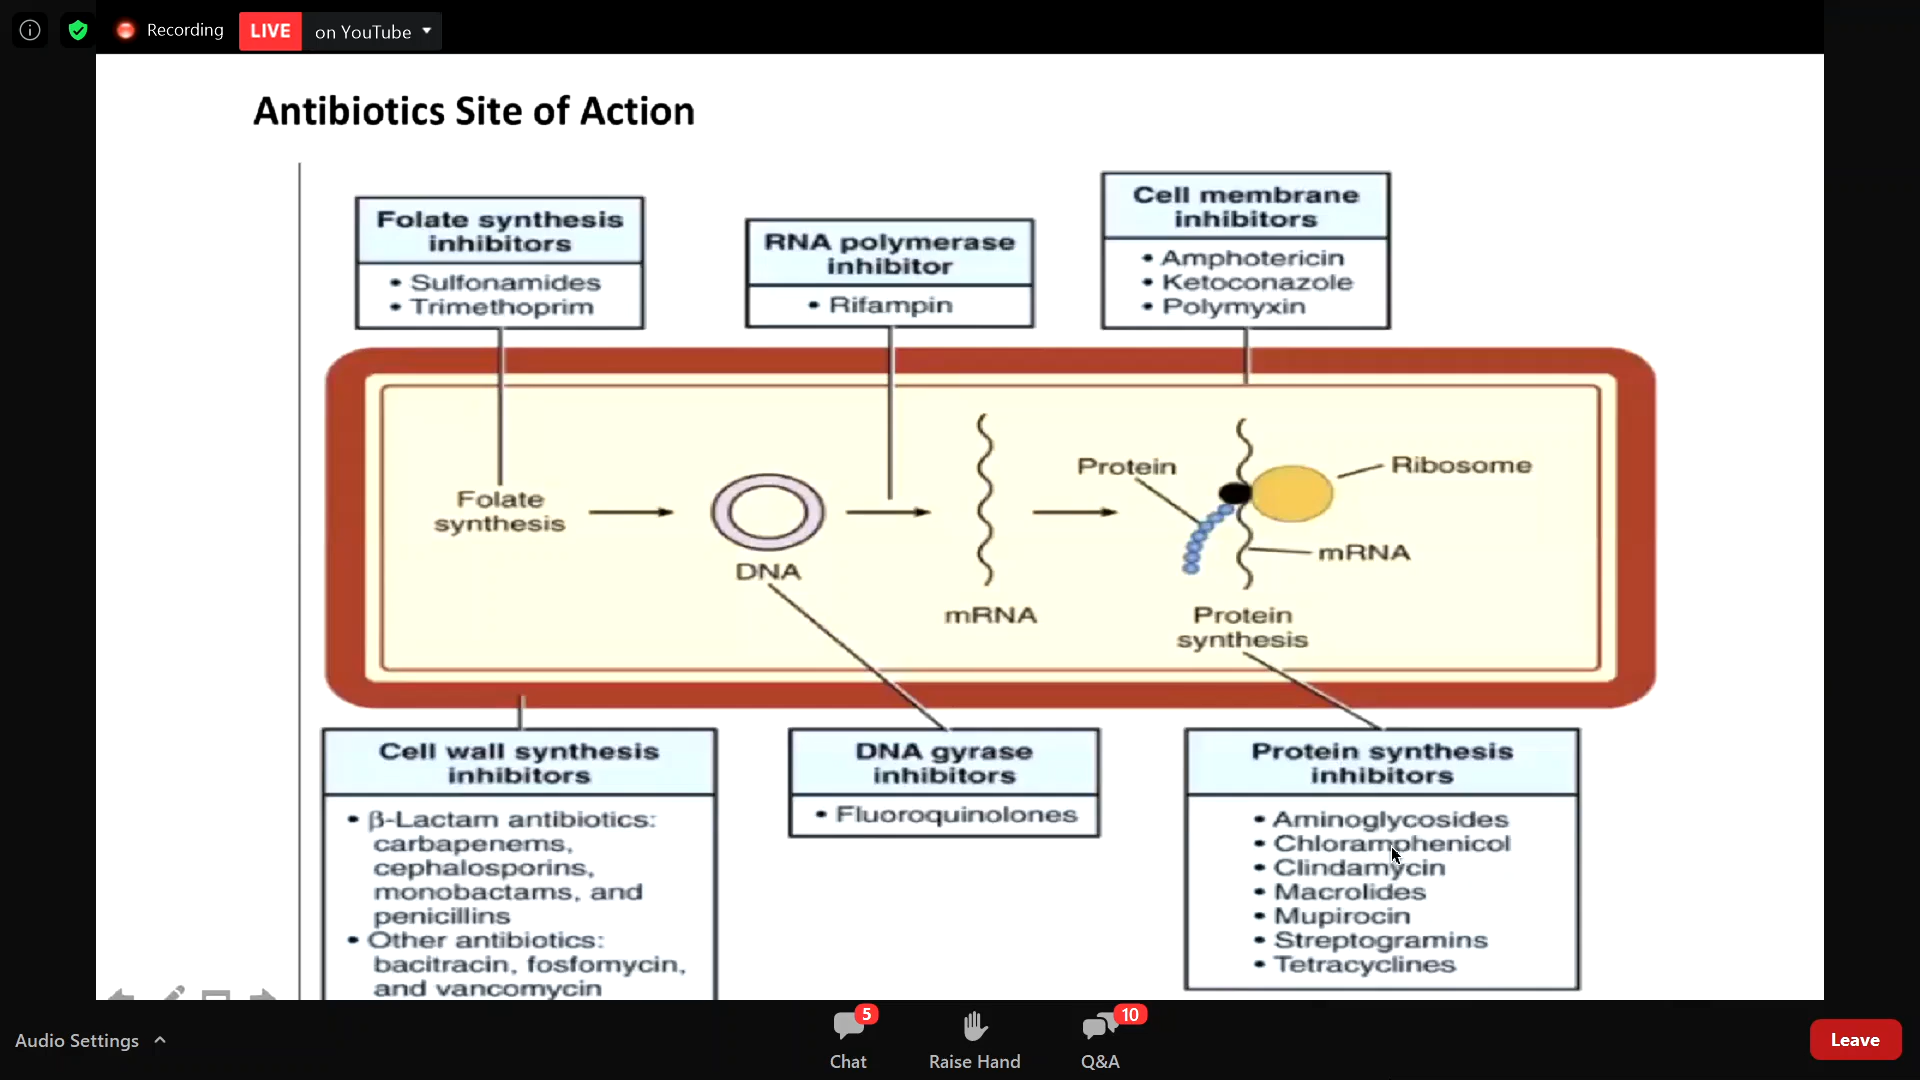 Recording
LIVE on YouTube
Antibiotics Site of Action
Folate synthesis
inhibitors
• Sulfonamides
• Trimethoprim
RNA polymerase
inhibitor
• Rifampin
Cell membrane
inhibitors
• Amphotericin
• Ketoconazole
• Polymyxin
Folate
synthesis
DNA
mRNA
Protein
Ribosome
mRNA
Protein
synthesis
Cell wall synthesis
inhibitors
• β-Lactam antibiotics:
carbapenems,
cephalosporins,
monobactams, and
penicillins
• Other antibiotics:
bacitracin, fosfomycin,
and vancomycin
DNA gyrase
inhibitors
• Fluoroquinolones
Protein synthesis
inhibitors
• Aminoglycosides
• Chloramphenicol
• Clindamycin
• Macrolides
• Mupirocin
• Streptogramins
• Tetracyclines
Audio Settings
5
Chat
Raise Hand
10
Q&A
Leave